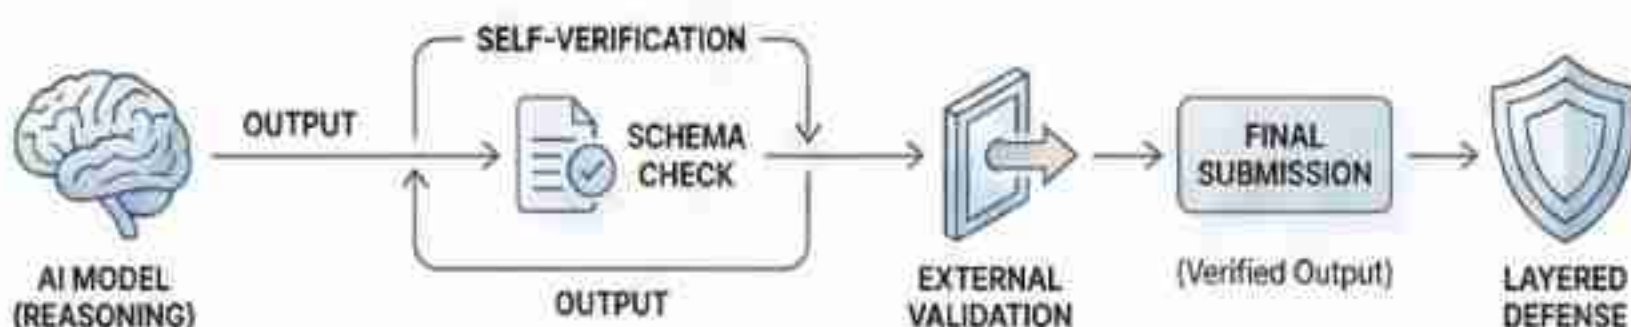 SELF-VERIFICATION
OUTPUT
SCHEMA
CHECK
FINAL
SUBMISSION
AI MODEL
(REASONING)
OUTPUT
EXTERNAL
VALIDATION
(Verified Output)
LAYERED
DEFENSE